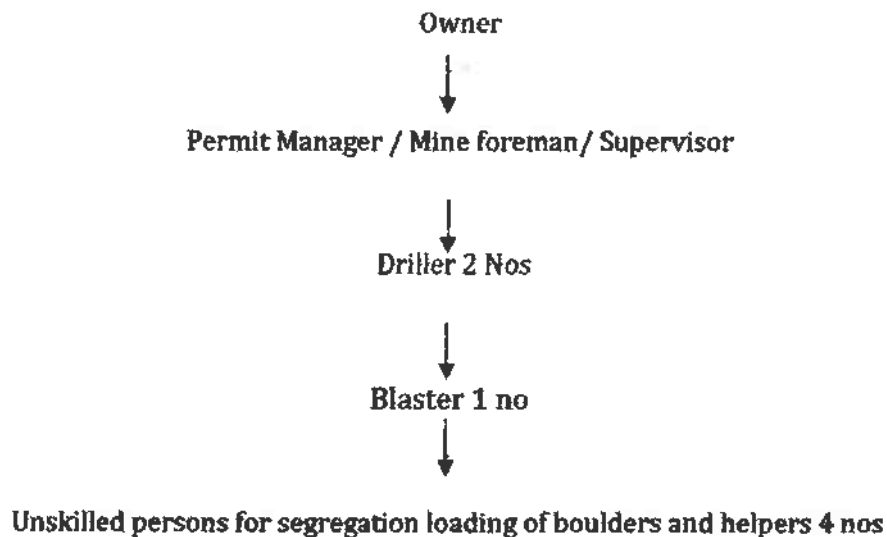 Owner
Permit Manager / Mine foreman/ Supervisor
Driller 2 Nos
Blaster 1 no
Unskilled persons for segregation loading of boulders and helpers 4 nos